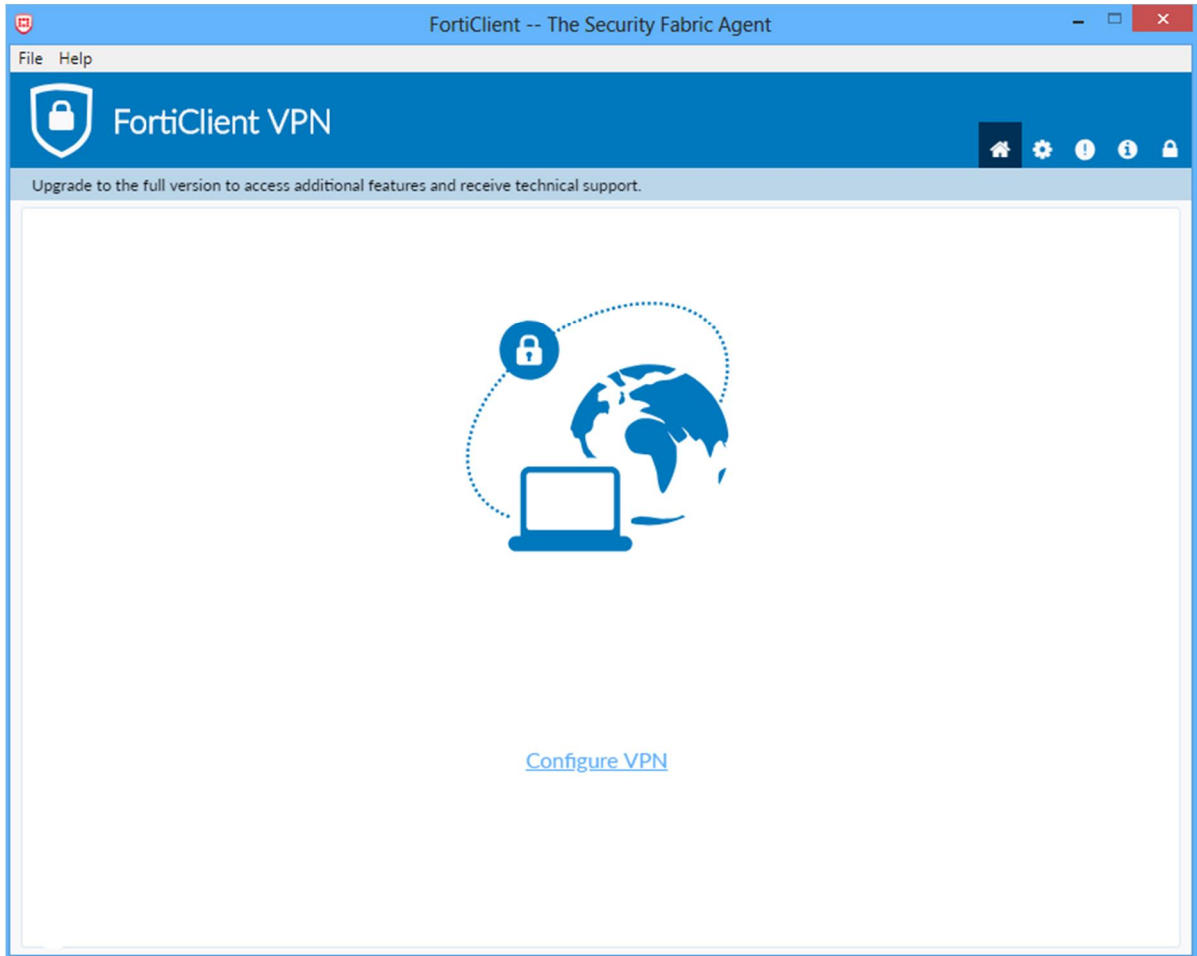 FortiClient -- The Security Fabric Agent
File Help
FortiClient VPN
Upgrade to the full version to access additional features and receive technical support.
Configure VPN